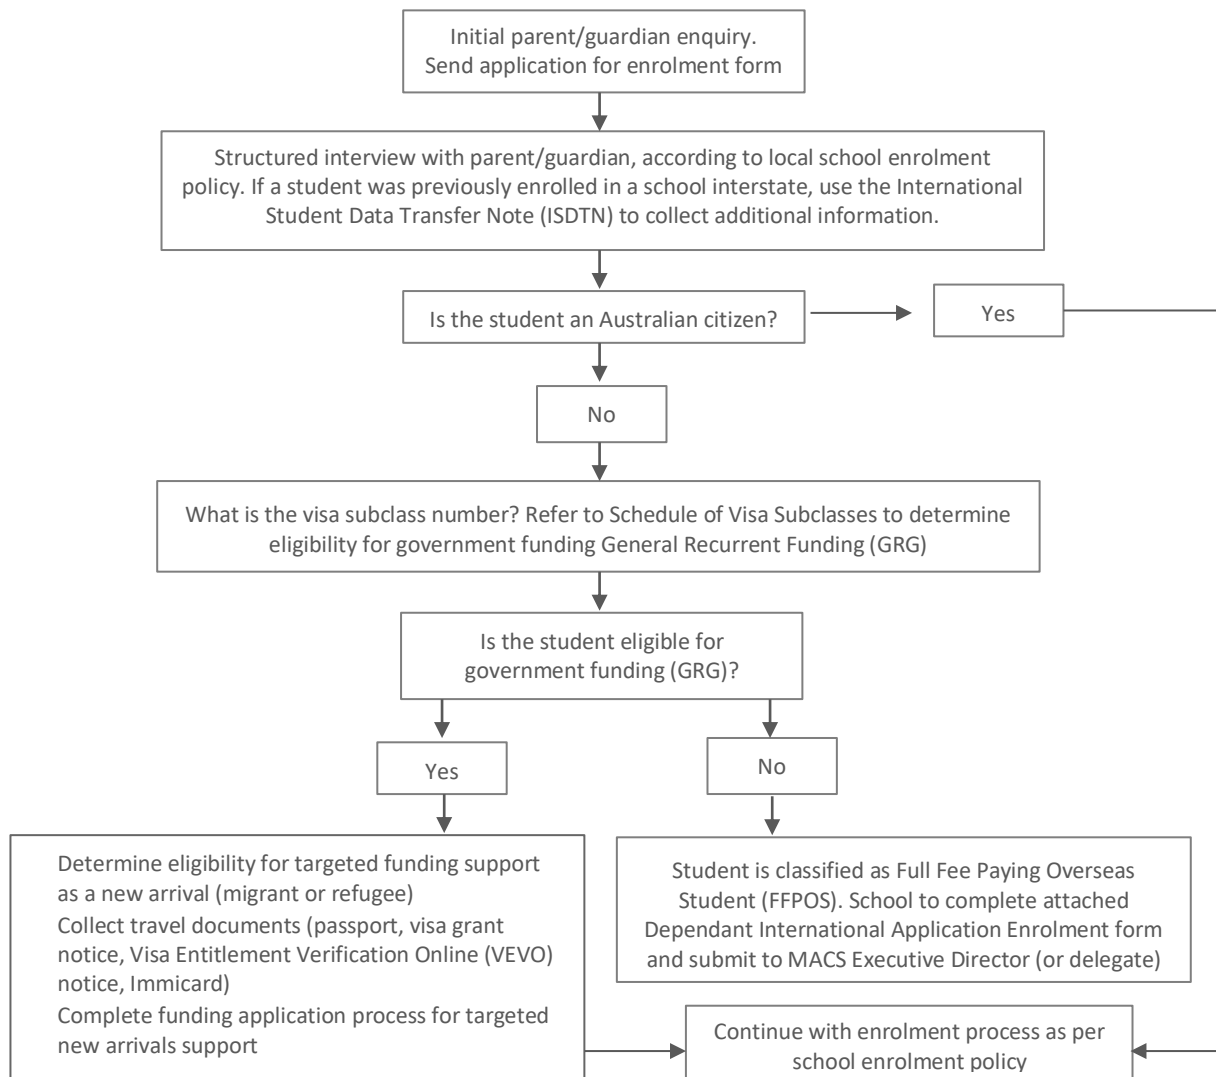 Initial parent/guardian enquiry.
Send application for enrolment form
Structured interview with parent/guardian, according to local school enrolment
policy. If a student was previously enrolled in a school interstate, use the International
Student Data Transfer Note (ISDTN) to collect additional information.
Is the student an Australian citizen?
Yes
No
What is the visa subclass number? Refer to Schedule of Visa Subclasses to determine
eligibility for government funding General Recurrent Funding (GRG)
Is the student eligible for
government funding (GRG)?
Yes
No
Determine eligibility for targeted funding support
as a new arrival (migrant or refugee)
Collect travel documents (passport, visa grant
notice, Visa Entitlement Verification Online (VEVO)
notice, Immicard)
Complete funding application process for targeted
new arrivals support
Student is classified as Full Fee Paying Overseas
Student (FFPOS). School to complete attached
Dependant International Application Enrolment form
and submit to MACS Executive Director (or delegate)
Continue with enrolment process as per
school enrolment policy